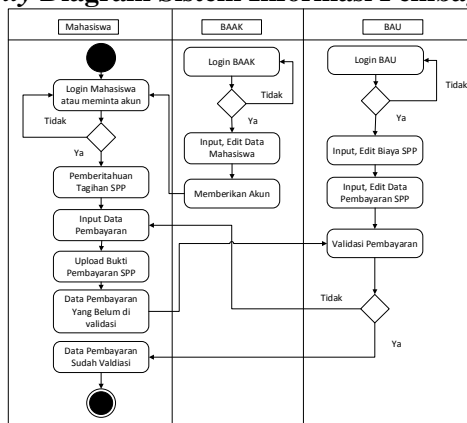 Diagram Sistem Informasi
Mahasiswa
BAAK
BAU
Login Mahasiswa
atau meminta akun
Tidak
Ya
Pemberitahuan
Tagihan SPP
Input Data
Pembayaran
Upload Bukti
Pembayaran SPP
Data Pembayaran
Yang Belum di
validasi
Data Pembayaran
Sudah Valdiasi
Login BAAK
Tidak
Ya
Input, Edit Data
Mahasiswa
Memberikan Akun
Login BAU
Tidak
Ya
Input, Edit Biaya SPP
Input, Edit Data
Pembayaran SPP
Validasi Pembayaran
Tidak
Ya